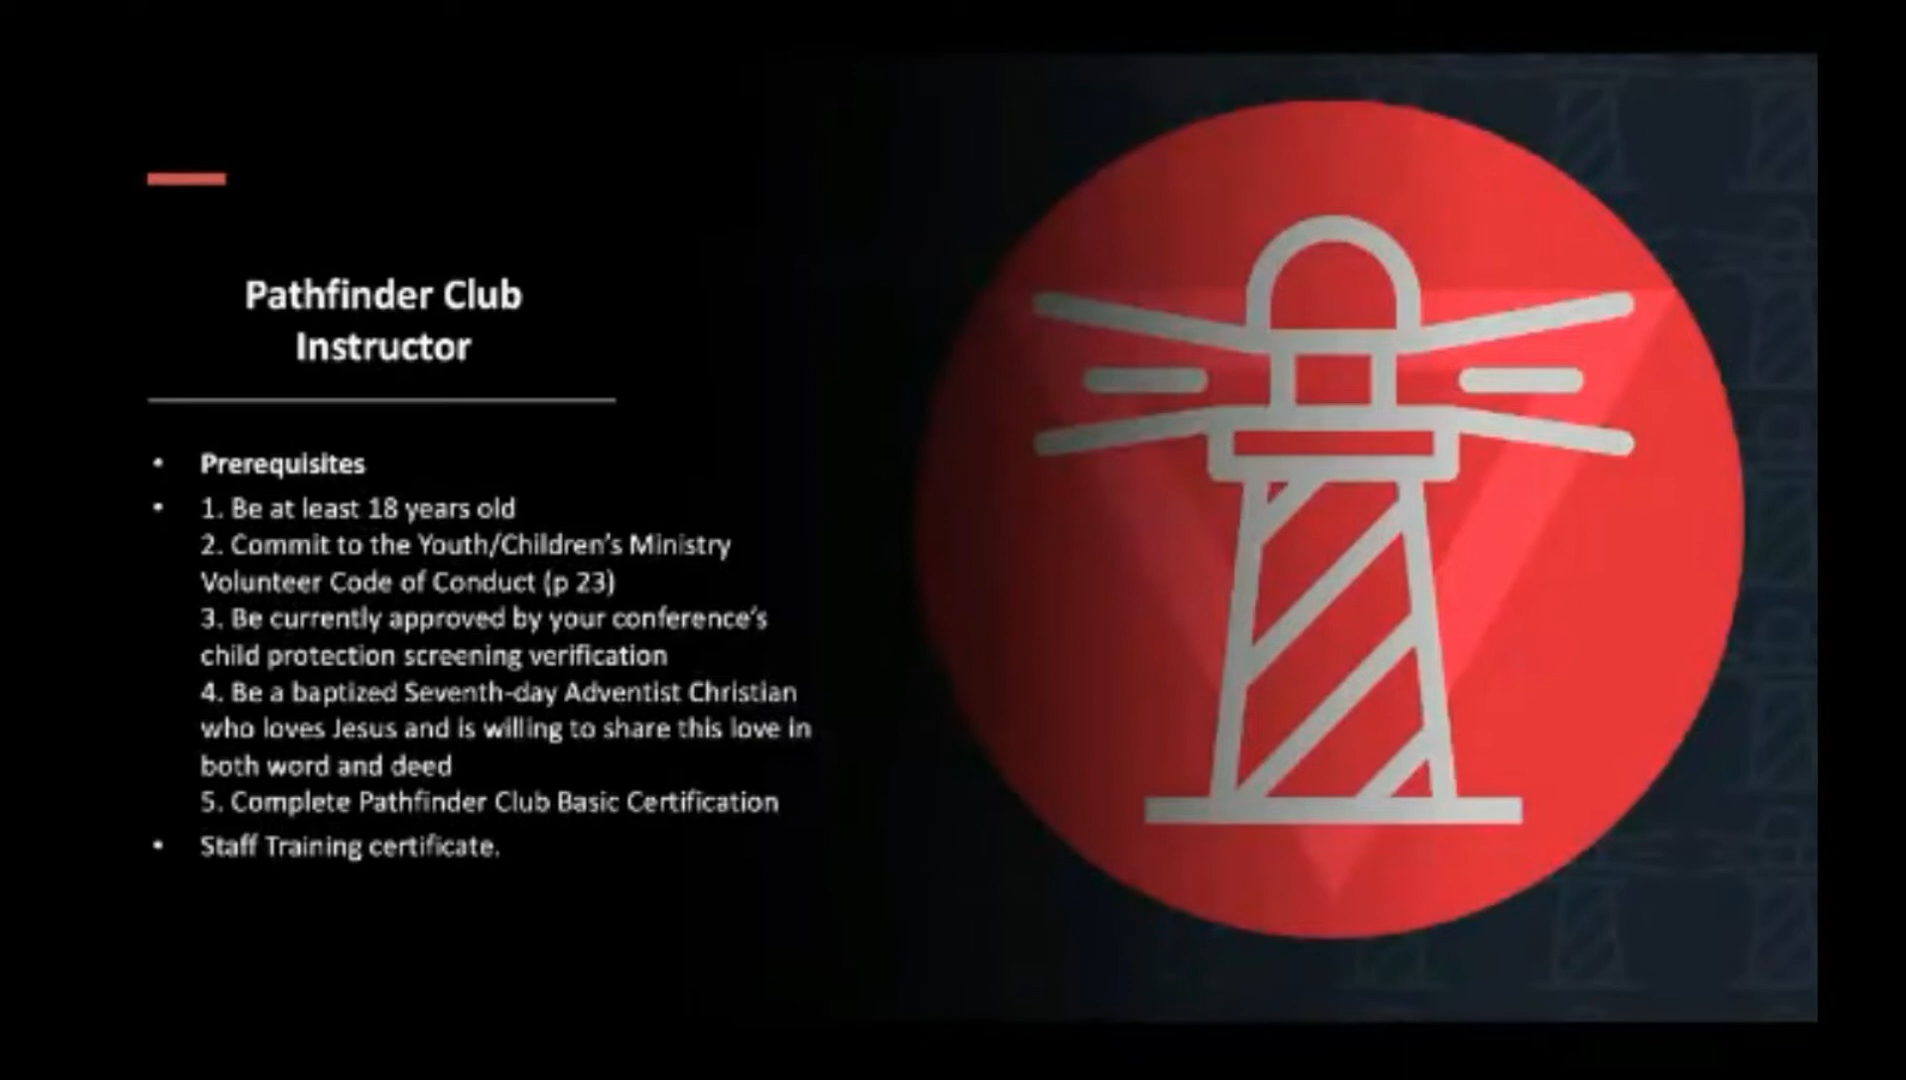 Pathfinder Club
Instructor
• Prerequisites
• 1. Be at least 18 years old
2. Commit to the Youth/Children's Ministry
Volunteer Code of Conduct (p 23)
3. Be currently approved by your conference's
child protection screening verification
4. Be a baptized Seventh-day Adventist Christian
who loves Jesus and is willing to share this love in
both word and deed
5. Complete Pathfinder Club Basic Certification
• Staff Training certificate.